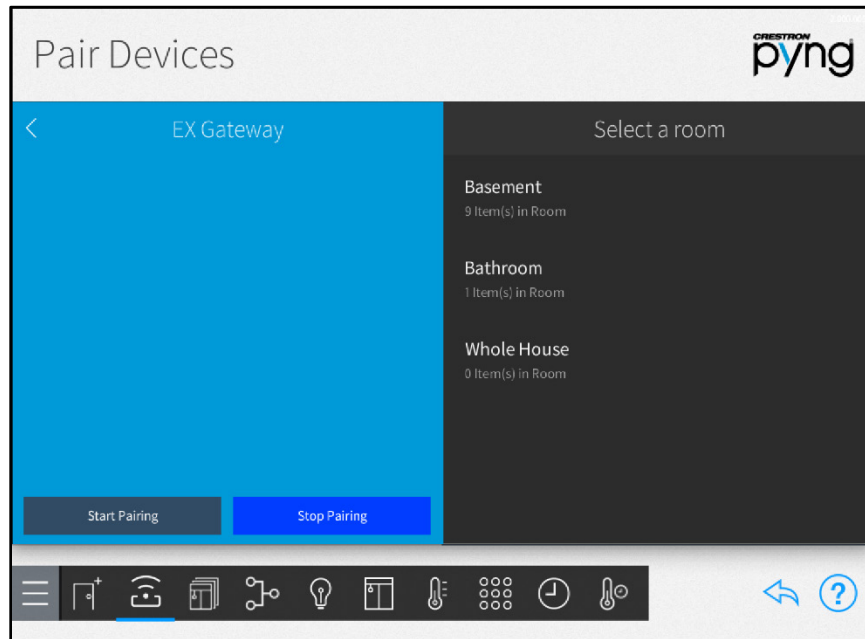 Pair Devices
CRESTRON
pyng
EX Gateway
Select a room
Basement
9 Item(s) in Room
Bathroom
1 Item(s) in Room
Whole House
0 Item(s) in Room
Start Pairing
Stop Pairing
?